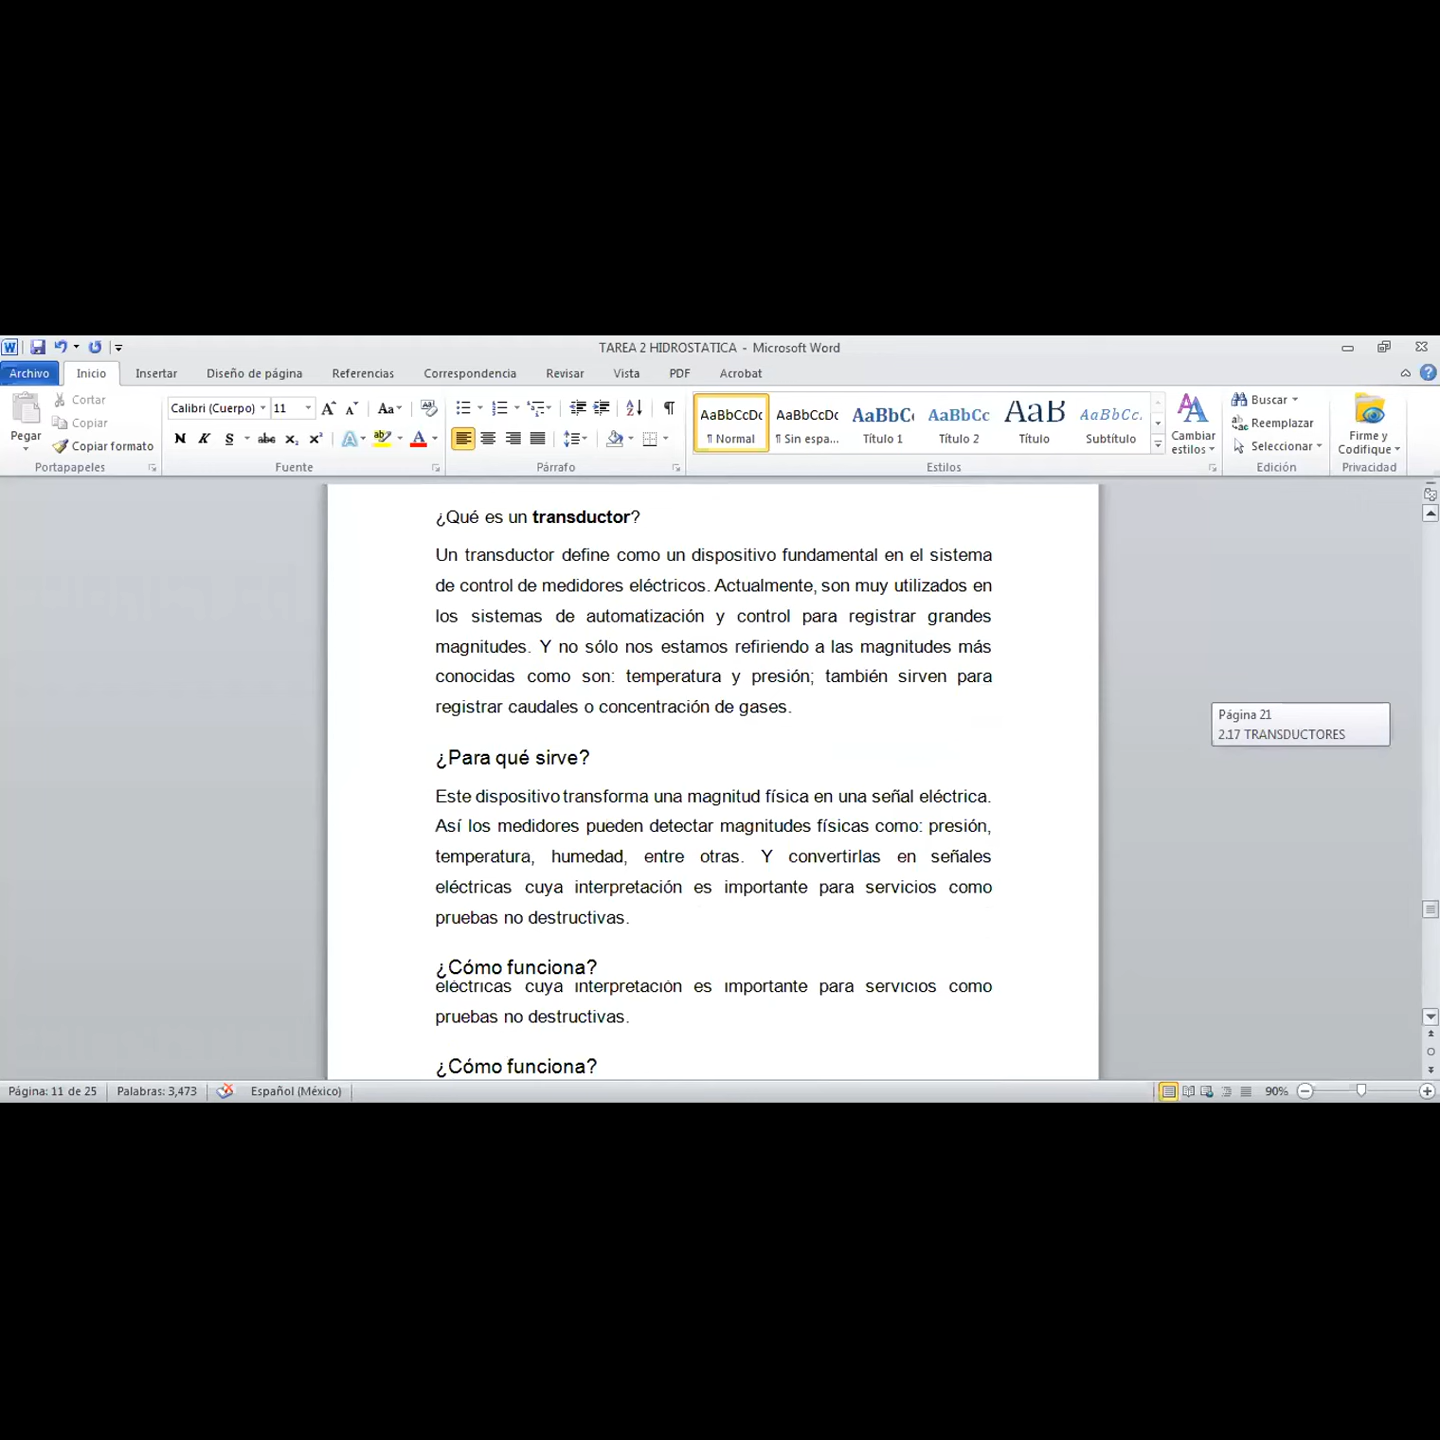 TAREA 2 HIDROSTATICA - Microsoft Word
Archivo Inicio Insertar Diseño de página Referencias Correspondencia Revisar Vista PDF Acrobat
Pegar
Cortar
Copiar
Copiar formato
Portapapeles
Calibri (Cuerpo) 11
N K S abc x₂ x²
Fuente
Párrafo
AaBbCcDc
¶ Normal
AaBbCcDc
¶ Sin espa...
AaBbC
Título 1
AaBbCc
Título 2
AaB
Título
AaBbCc.
Subtítulo
Cambiar
estilos
Estilos
Buscar
Reemplazar
Seleccionar
Edición
Firme y
Codifique
Privacidad
¿Qué es un transductor?
Un transductor define como un dispositivo fundamental en el sistema
de control de medidores eléctricos. Actualmente, son muy utilizados en
los sistemas de automatización y control para registrar grandes
magnitudes. Y no sólo nos estamos refiriendo a las magnitudes más
conocidas como son: temperatura y presión; también sirven para
registrar caudales o concentración de gases.
¿Para qué sirve?
Este dispositivo transforma una magnitud física en una señal eléctrica.
Así los medidores pueden detectar magnitudes físicas como: presión,
temperatura, humedad, entre otras. Y convertirlas en señales
eléctricas cuya interpretación es importante para servicios como
pruebas no destructivas.
¿Cómo funciona?
eléctricas cuya interpretación es importante para servicios como
pruebas no destructivas.
¿Cómo funciona?
Página 21
2.17 TRANSDUCTORES
Página: 11 de 25 Palabras: 3,473 Español (México) 90%